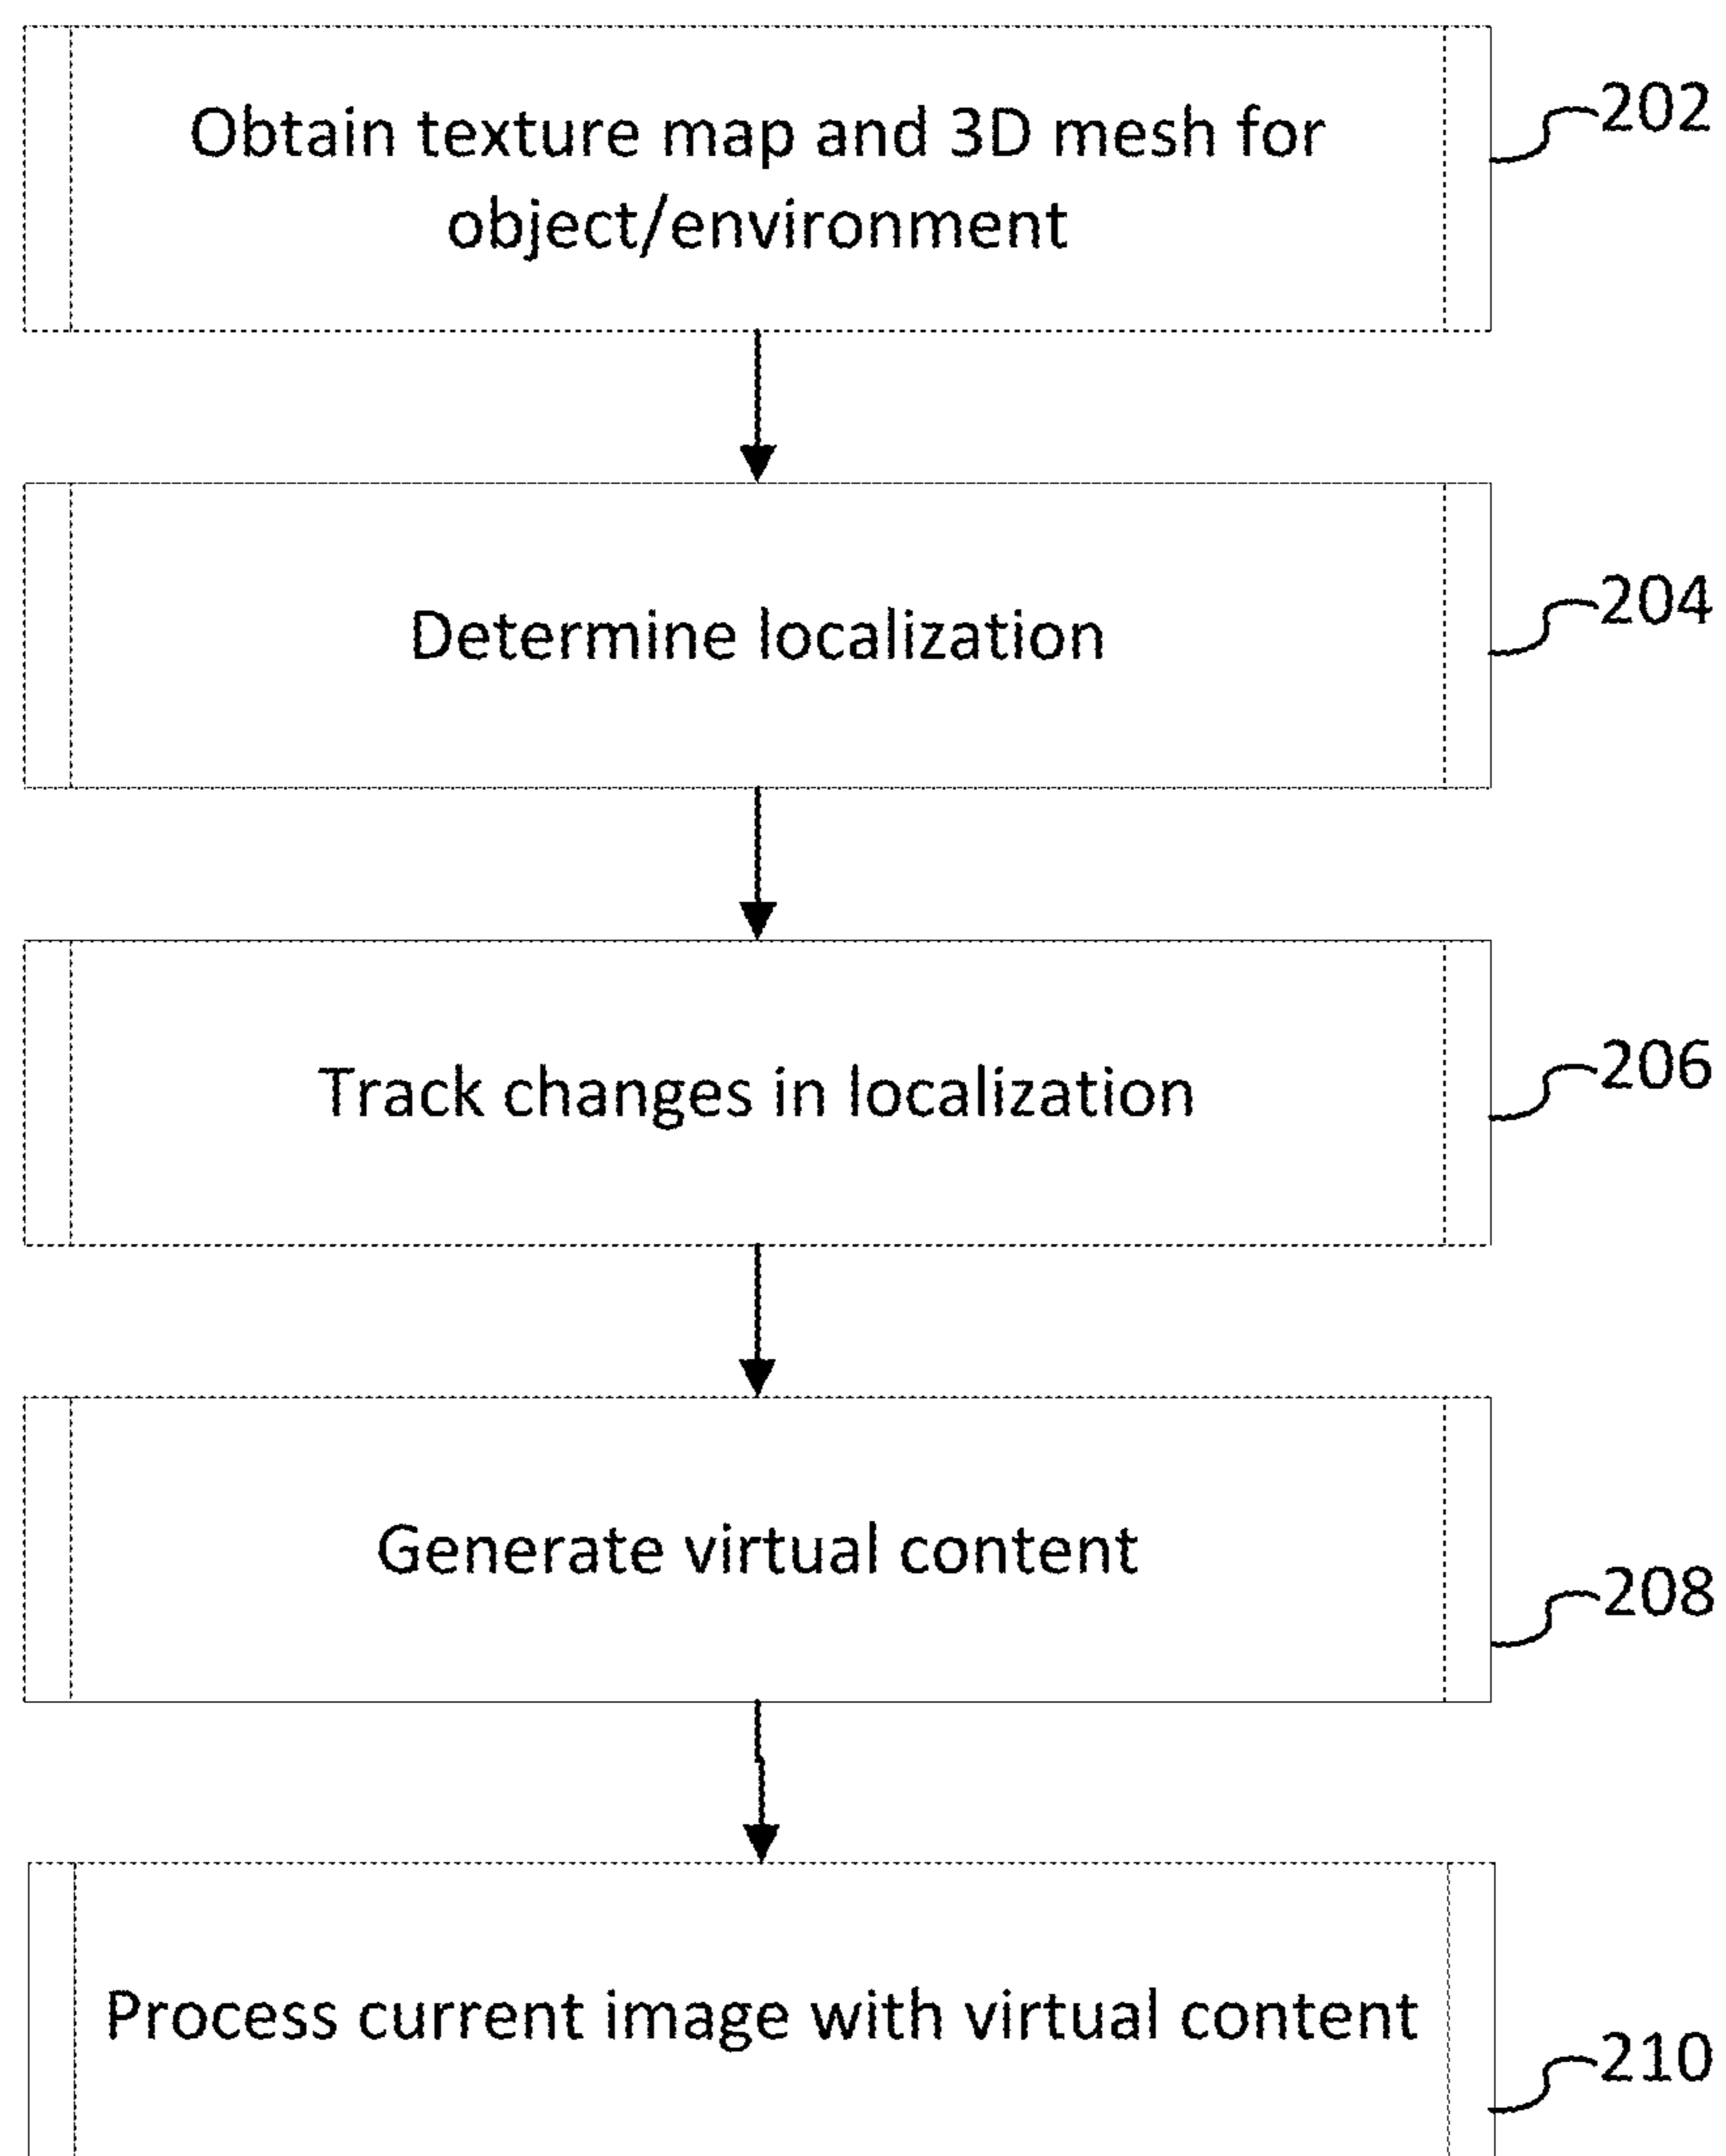 Obtain texture map and 3D mesh for
object/environment
202
Determine localization
204
Track changes in localization
206
Generate virtual content
208
Process current image with virtual content
210